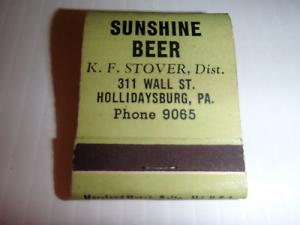 SUNSHINE
BEER
K. F. STOVER, Dist.
311 WALL ST.
HOLLIDAYSBURG, PA.
Phone 9065